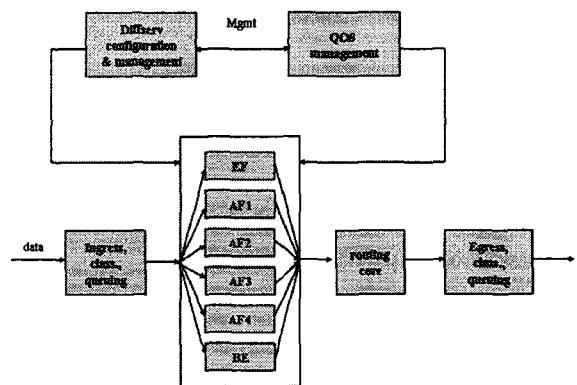 Diffserv
configuration
& management
Mgmt
QOS
management
EF
AF1
AF2
AF3
AF4
BE
data
Ingress,
class.,
queuing
routing
core
Egress,
class.,
queuing